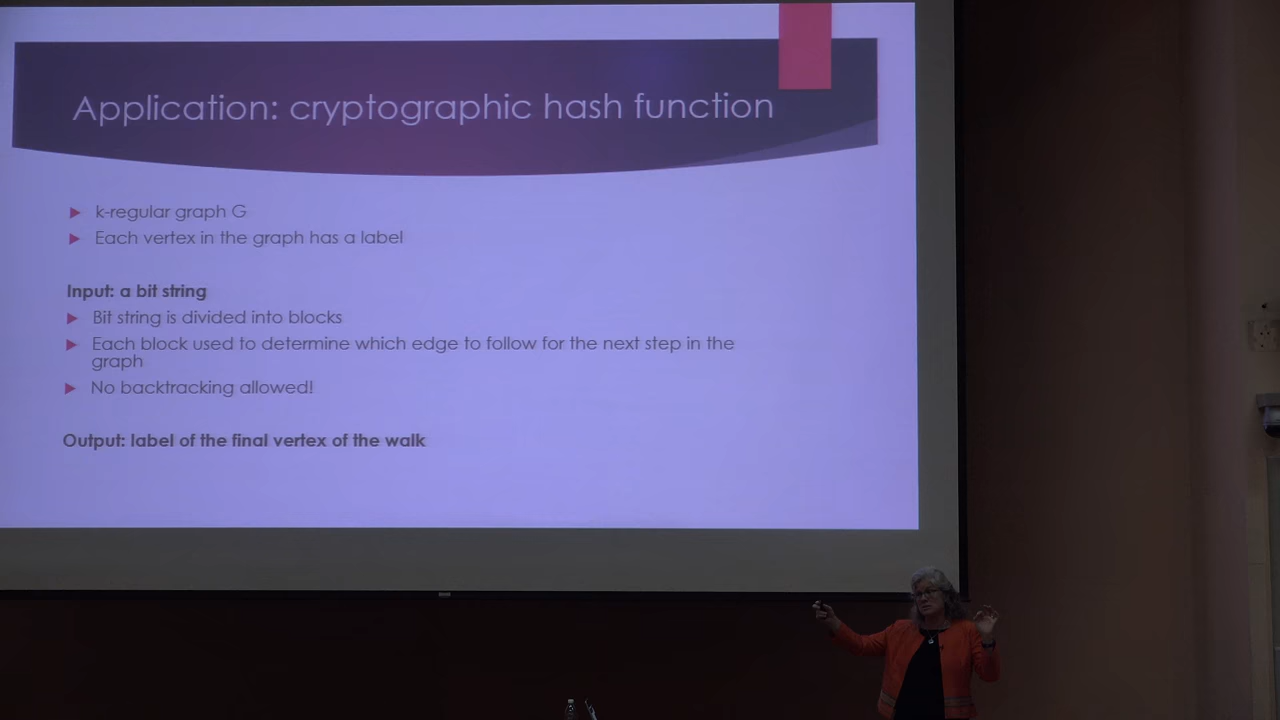 Application: cryptographic hash function
k-regular graph G
Each vertex in the graph has a label
Input: a bit string
Bit string is divided into blocks
Each block used to determine which edge to follow for the next step in the
graph
No backtracking allowed!
Output: label of the final vertex of the walk